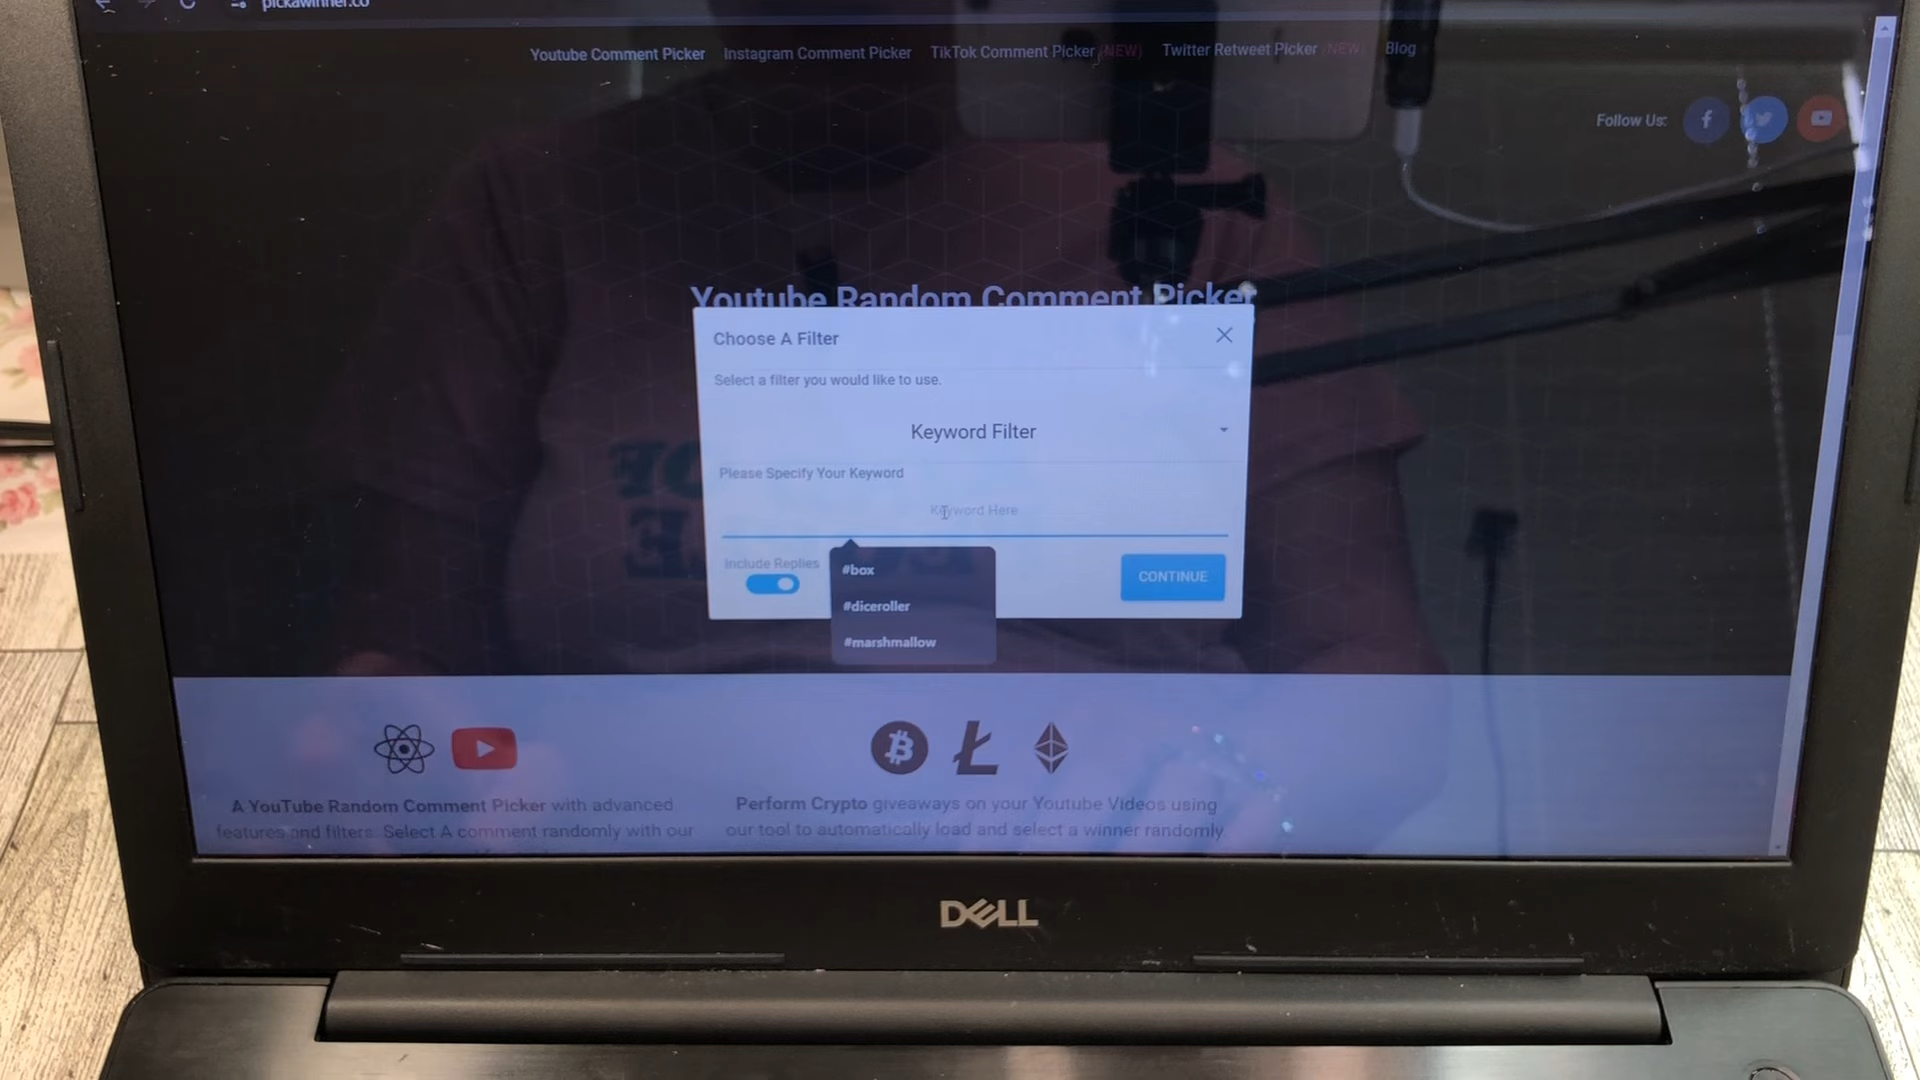 pickawinner.co
Youtube Comment Picker Instagram Comment Picker TikTok Comment Picker (NEW) Twitter Retweet Picker (NEW) Blog
Follow Us:
Youtube Random Comment Picker
Choose A Filter
Select a filter you would like to use.
Keyword Filter
Please Specify Your Keyword
Keyword Here
Include Replies
#box
#diceroller
#marshmallow
CONTINUE
A YouTube Random Comment Picker with advanced
features and filters. Select A comment randomly with our
Perform Crypto giveaways on your Youtube Videos using
our tool to automatically load and select a winner randomly.
DELL